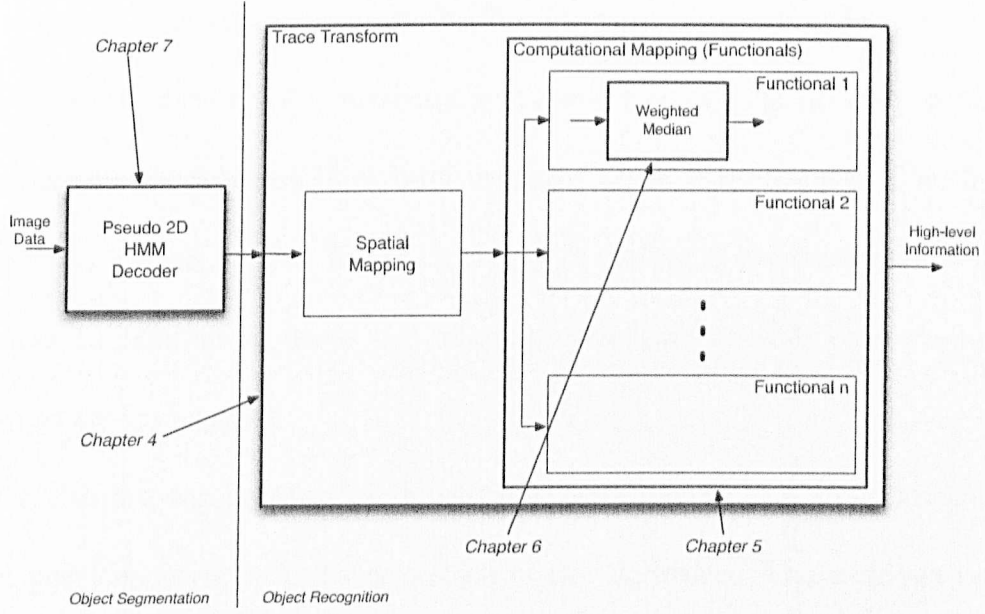 Chapter 7
Trace Transform
Computational Mapping (Functionals)
Functional 1
Weighted
Median
Functional 2
Image
Data
Pseudo 2D
HMM
Decoder
Spatial
Mapping
High-level
Information
Functional n
Chapter 4
Chapter 6
Chapter 5
Object Segmentation
Object Recognition